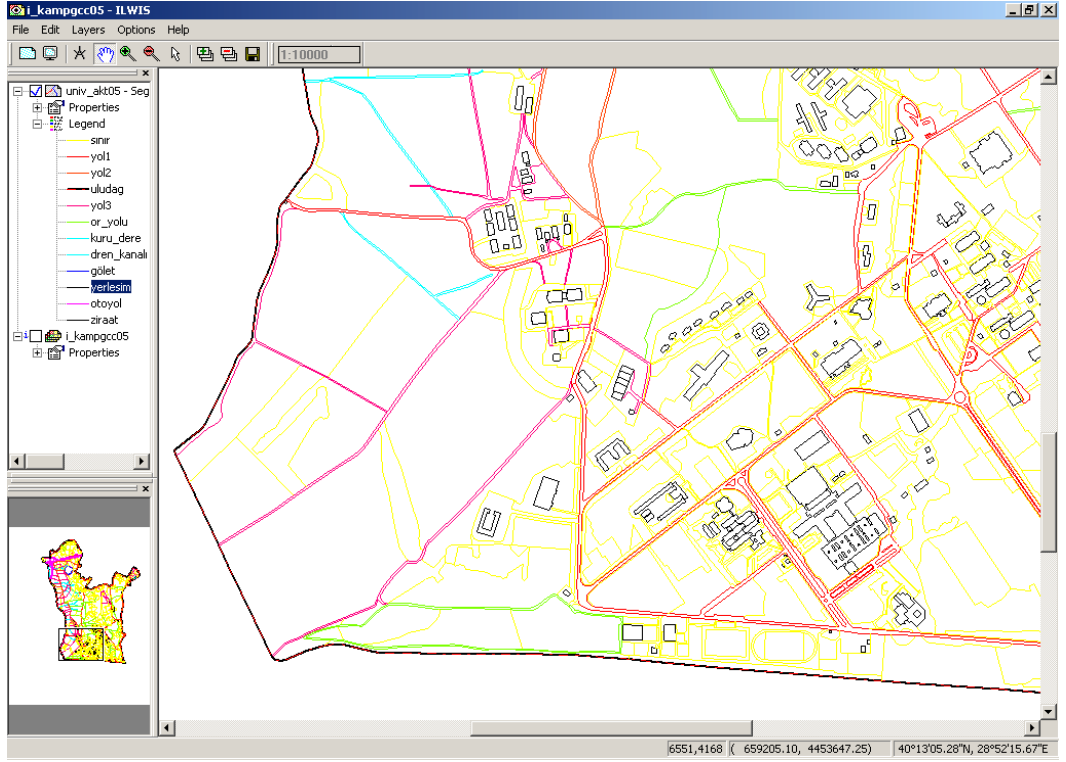 i_kampgcc05 - ILWIS
File Edit Layers Options Help
1:10000
univ_akt05 - Seg
Properties
Legend
sınır
yol1
yol2
uludag
yol3
or_yolu
kuru_dere
dren_kanalı
gölet
yerlesim
otoyol
ziraat
i i_kampgcc05
Properties
6551,4168 ( 659205.10, 4453647.25) 40°13'05.28"N, 28°52'15.67"E